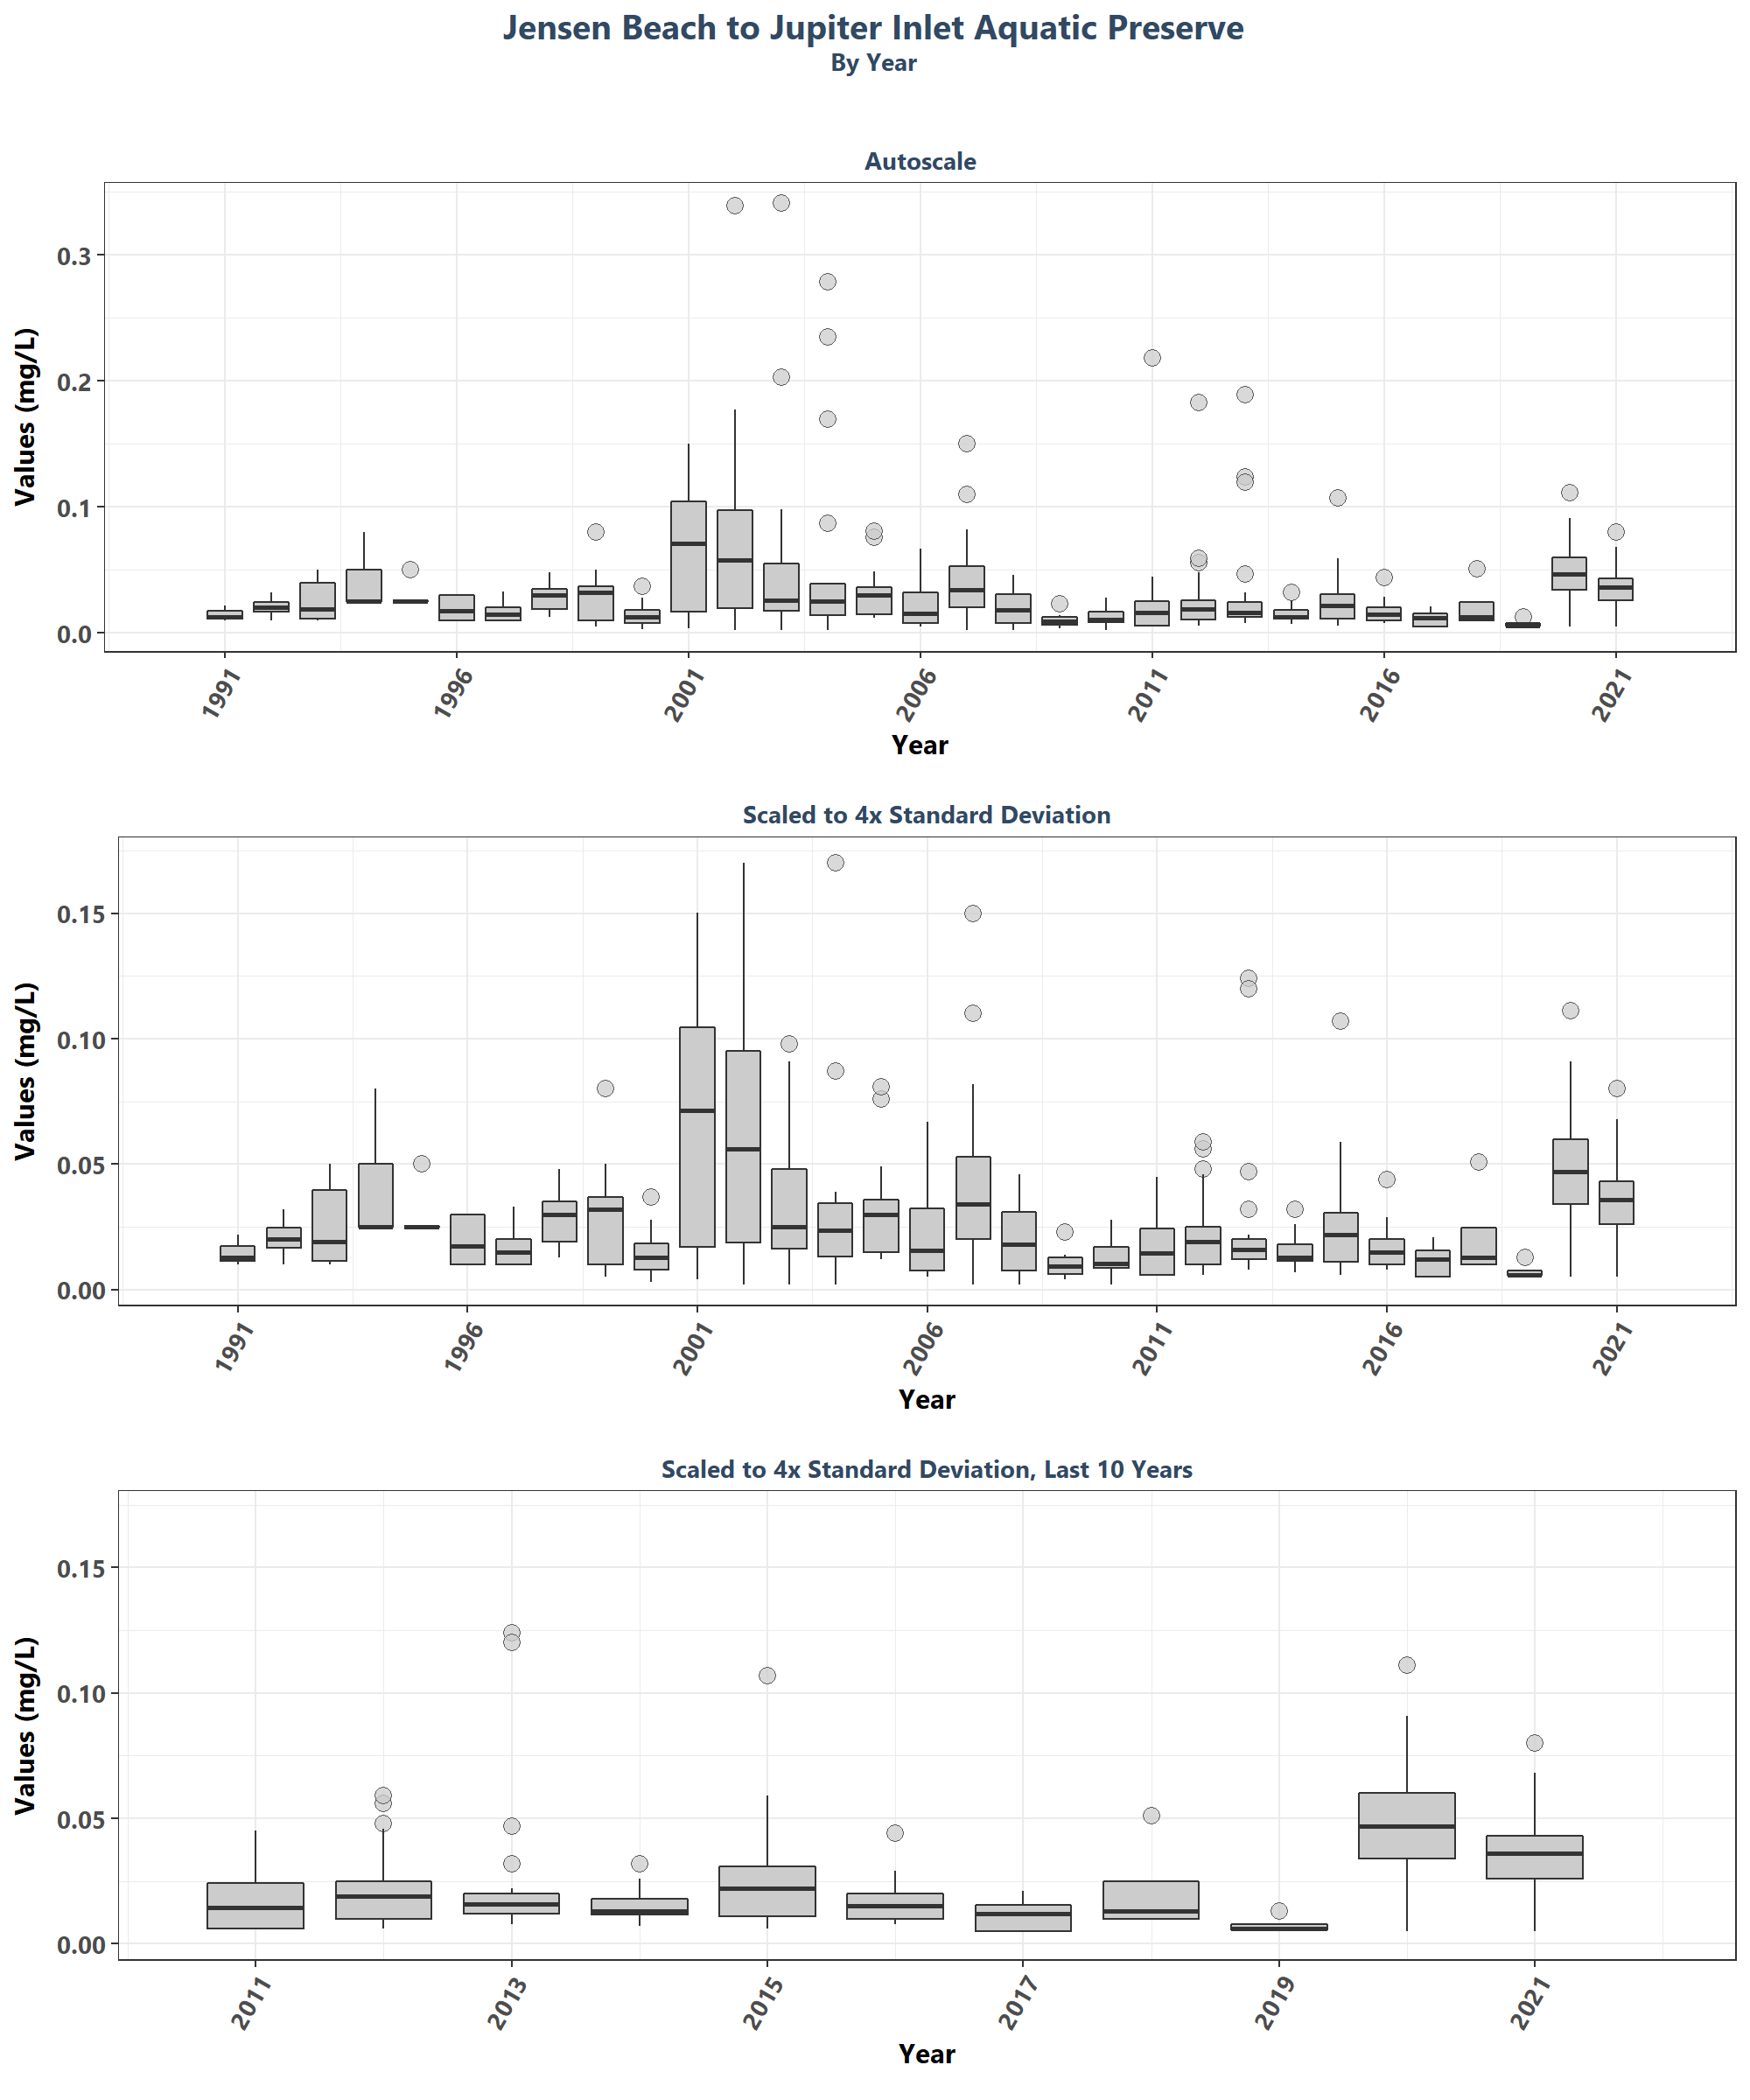 Jensen Beach to Jupiter Inlet Aquatic Preserve
By Year
Autoscale
Values (mg/L)
0.3
0.2
0.1
0.0
1991 1996 2001 2006 2011 2016 2021
Year
Scaled to 4x Standard Deviation
Values (mg/L)
0.15
0.10
0.05
0.00
1991 1996 2001 2006 2011 2016 2021
Year
Scaled to 4x Standard Deviation, Last 10 Years
Values (mg/L)
0.15
0.10
0.05
0.00
2011 2013 2015 2017 2019 2021
Year